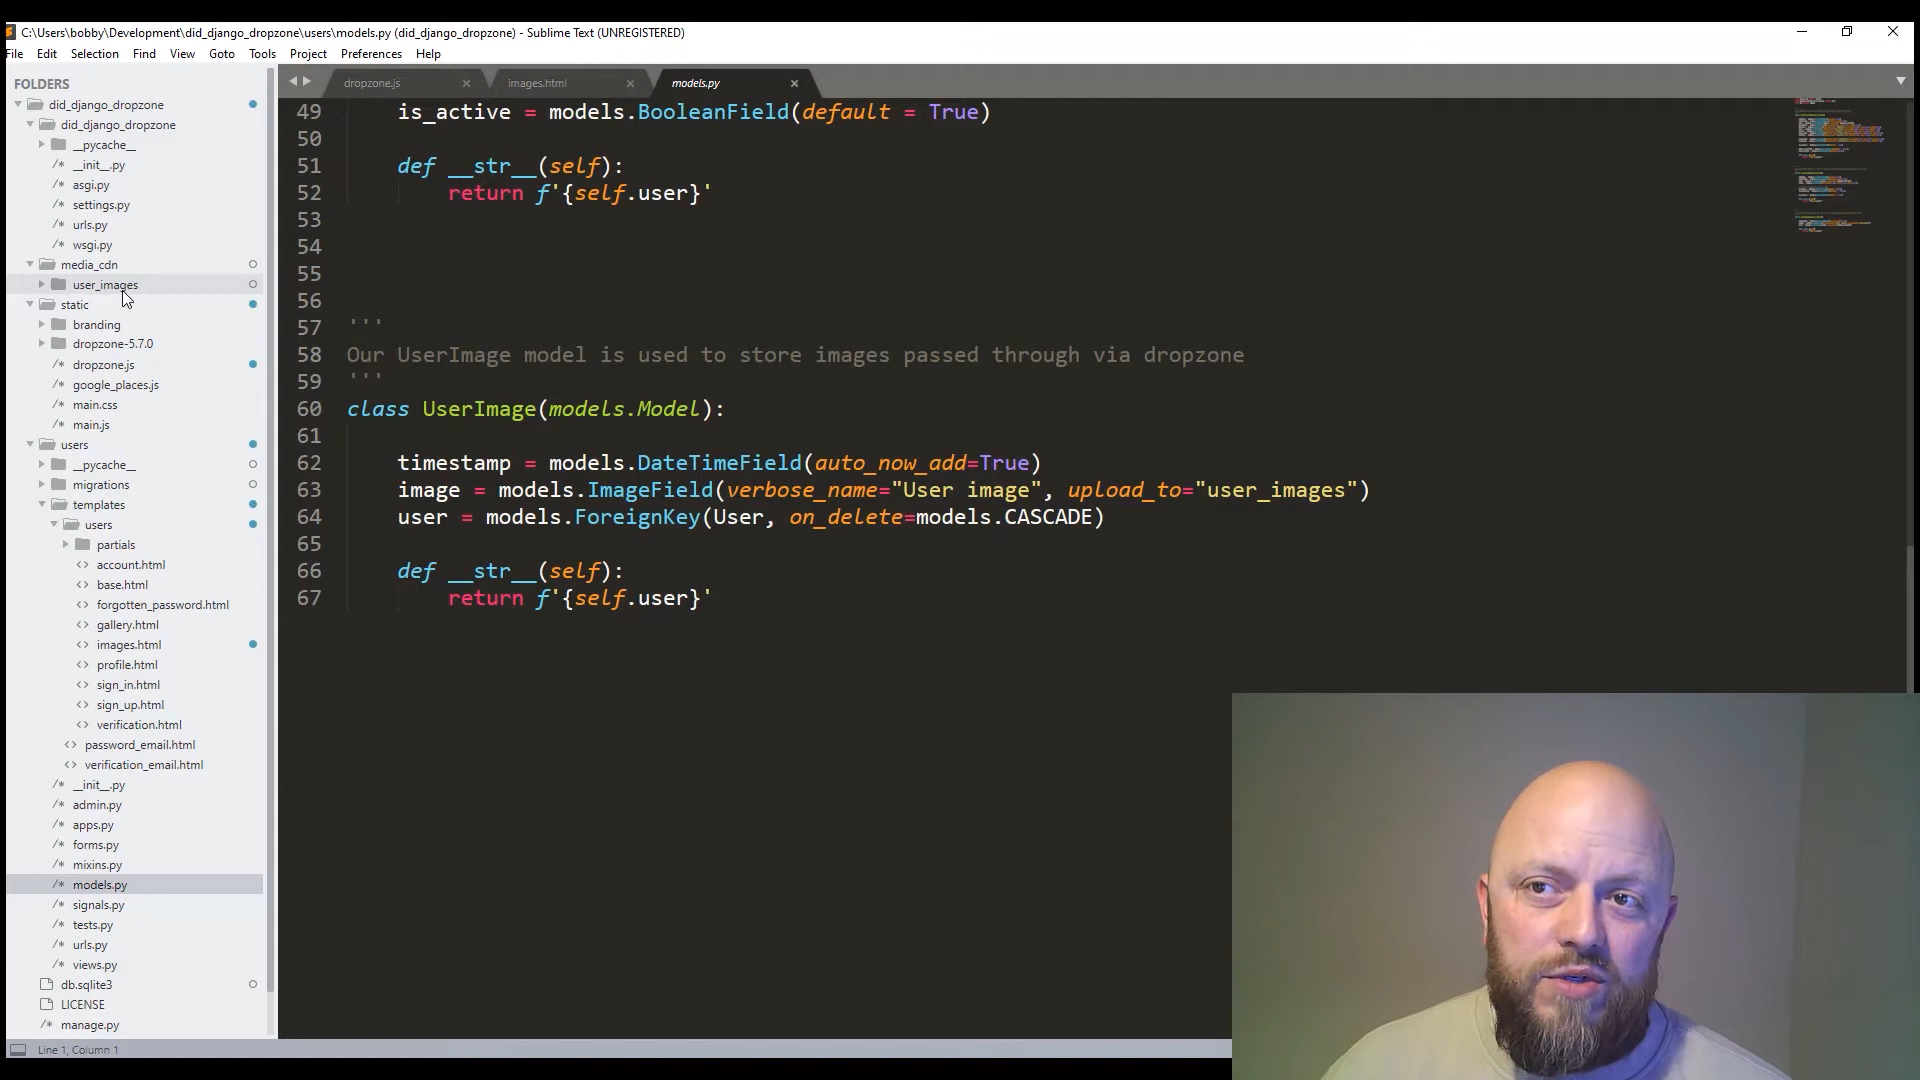 C:\Users\bobby\Development\did_django_dropzone\users\models.py (did_django_dropzone) - Sublime Text (UNREGISTERED)
File Edit Selection Find View Goto Tools Project Preferences Help
FOLDERS
did_django_dropzone
did_django_dropzone
__pycache__
__init__.py
asgi.py
settings.py
urls.py
wsgi.py
media_cdn
user_images
static
branding
dropzone-5.7.0
dropzone.js
google_places.js
main.css
main.js
users
__pycache__
migrations
templates
users
partials
account.html
base.html
forgotten_password.html
gallery.html
images.html
profile.html
sign_in.html
sign_up.html
verification.html
password_email.html
verification_email.html
__init__.py
admin.py
apps.py
forms.py
mixins.py
models.py
signals.py
tests.py
urls.py
views.py
db.sqlite3
LICENSE
manage.py
dropzone.js images.html models.py
49 is_active = models.BooleanField(default = True)
50
51 def __str__(self):
52 return f'{self.user}'
53
54
55
56
57 '''
58 Our UserImage model is used to store images passed through via dropzone
59 '''
60 class UserImage(models.Model):
61
62 timestamp = models.DateTimeField(auto_now_add=True)
63 image = models.ImageField(verbose_name="User image", upload_to="user_images")
64 user = models.ForeignKey(User, on_delete=models.CASCADE)
65
66 def __str__(self):
67 return f'{self.user}'
Line 1, Column 1